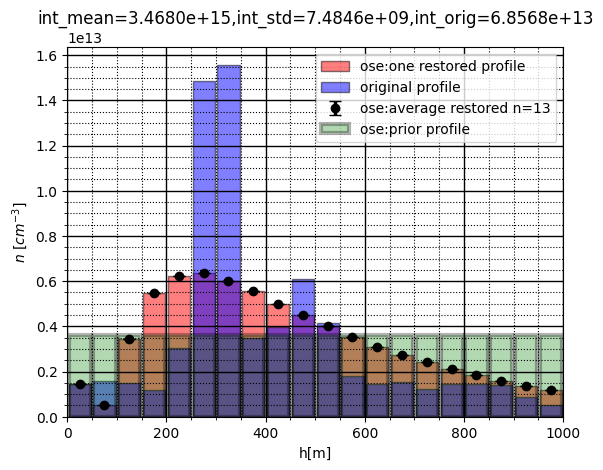 int_mean=3.4680e+15,int_std=7.4846e+09,int_orig=6.8568e+13
1e13
ose:one restored profile
original profile
ose:average restored n=13
ose:prior profile
1.6
1.4
1.2
1.0
0.8
0.6
0.4
0.2
0.0
n [cm⁻³]
0 200 400 600 800 1000
h[m]